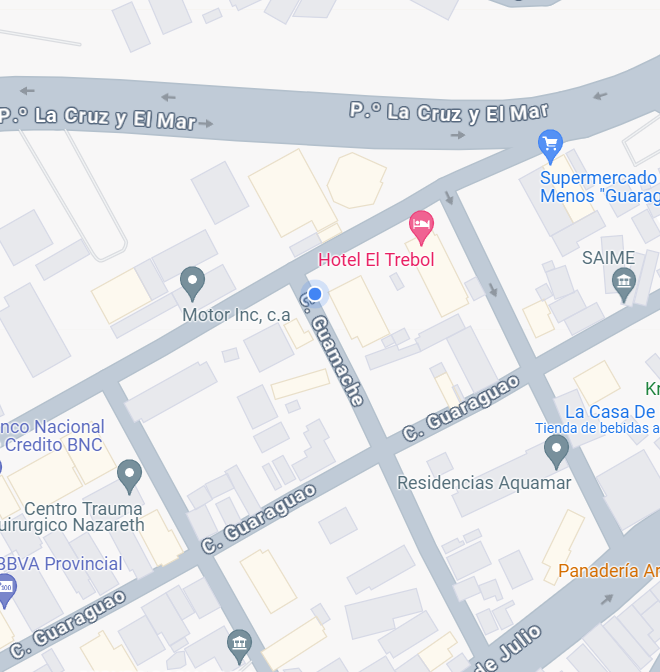 P.º La Cruz y El Mar
P.º La Cruz y El Mar
Supermercado
Menos "Guarag
Hotel El Trebol
SAIME
Motor Inc, c.a
C. Guamache
C. Guaraguao
Kr
La Casa De
Tienda de bebidas a
nco Nacional
Credito BNC
Residencias Aquamar
Centro Trauma
uirurgico Nazareth
C. Guaraguao
BBVA Provincial
Panadería Ar
C. Guaraguao
de Julio